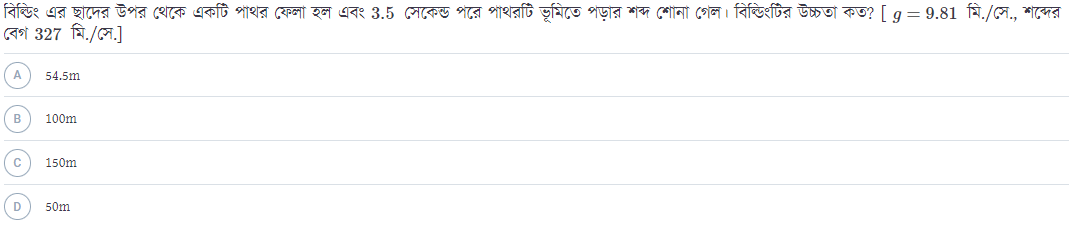 বিল্ডিং এর ছাদের উপর থেকে একটি পাথর ফেলা হল এবং 3.5 সেকেন্ড পরে পাথরটি ভূমিতে পড়ার শব্দ শোনা গেল। বিল্ডিংটির উচ্চতা কত? [ g = 9.81 মি./সে., শব্দের
বেগ 327 মি./সে.]
A 54.5m
B 100m
C 150m
D 50m